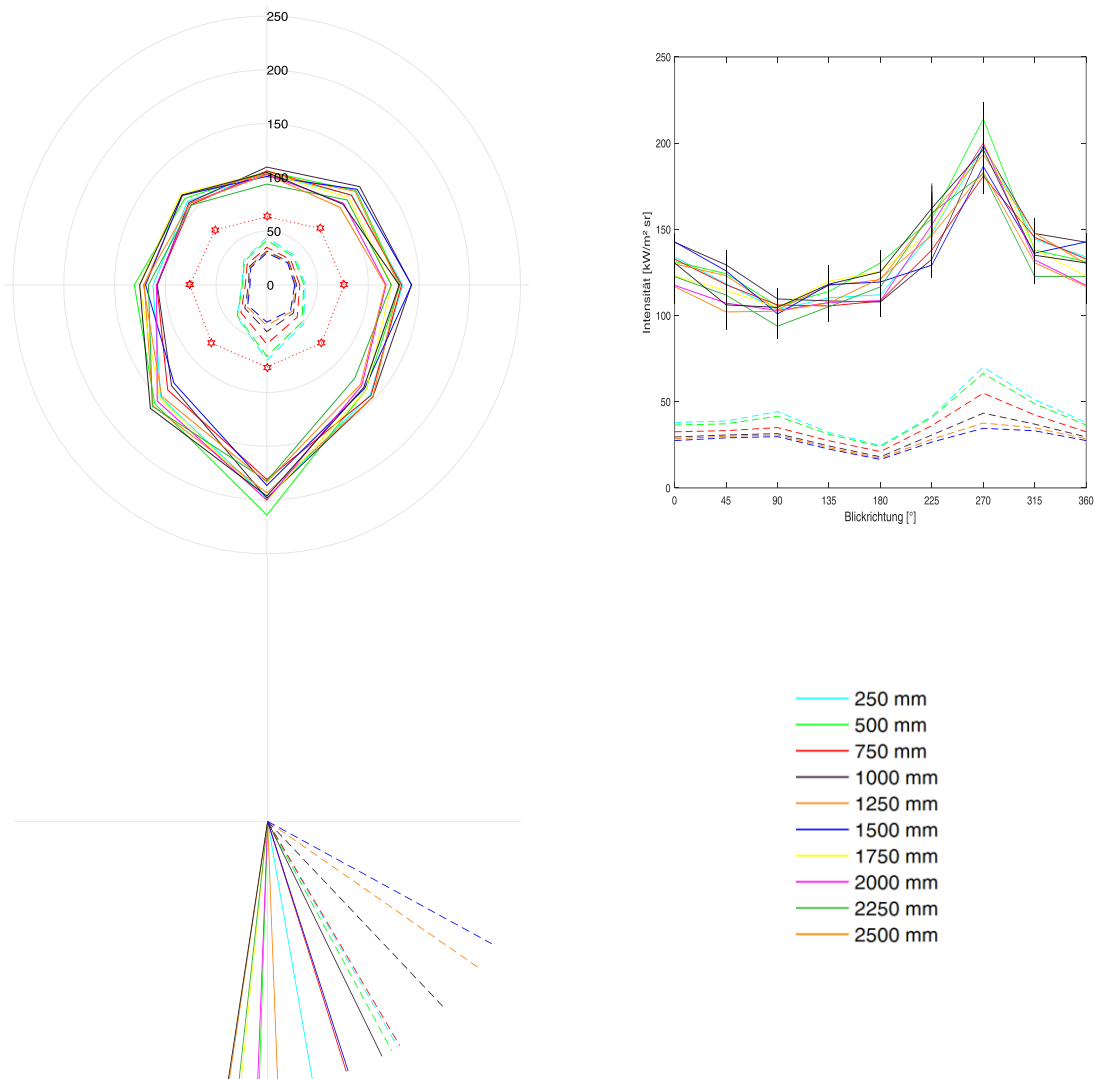 250
200
150
100
50
0
250
200
150
100
50
0
Intensität [kW/m² sr]
0 45 90 135 180 225 270 315 360
Blickrichtung [°]
250 mm
500 mm
750 mm
1000 mm
1250 mm
1500 mm
1750 mm
2000 mm
2250 mm
2500 mm